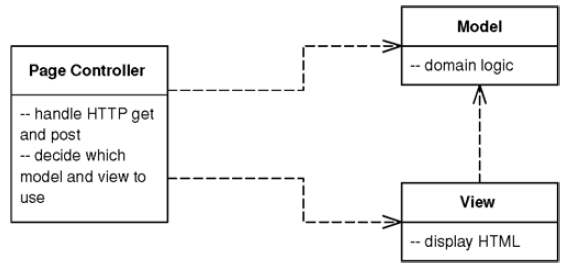 Page Controller
-- handle HTTP get
and post
-- decide which
model and view to
use
Model
-- domain logic
View
-- display HTML